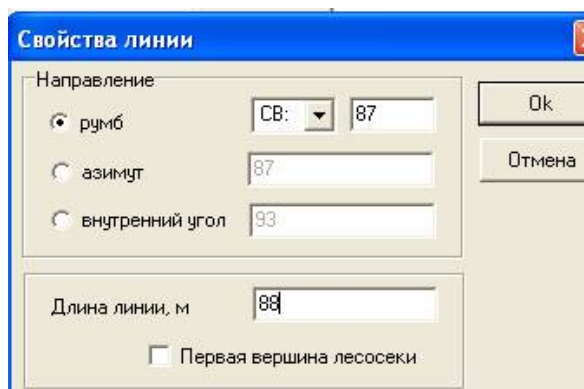 Свойства линии
Направление
румб СВ: 87
Ok
азимут 87
Отмена
внутренний угол 93
Длина линии, м 88
Первая вершина лесосеки